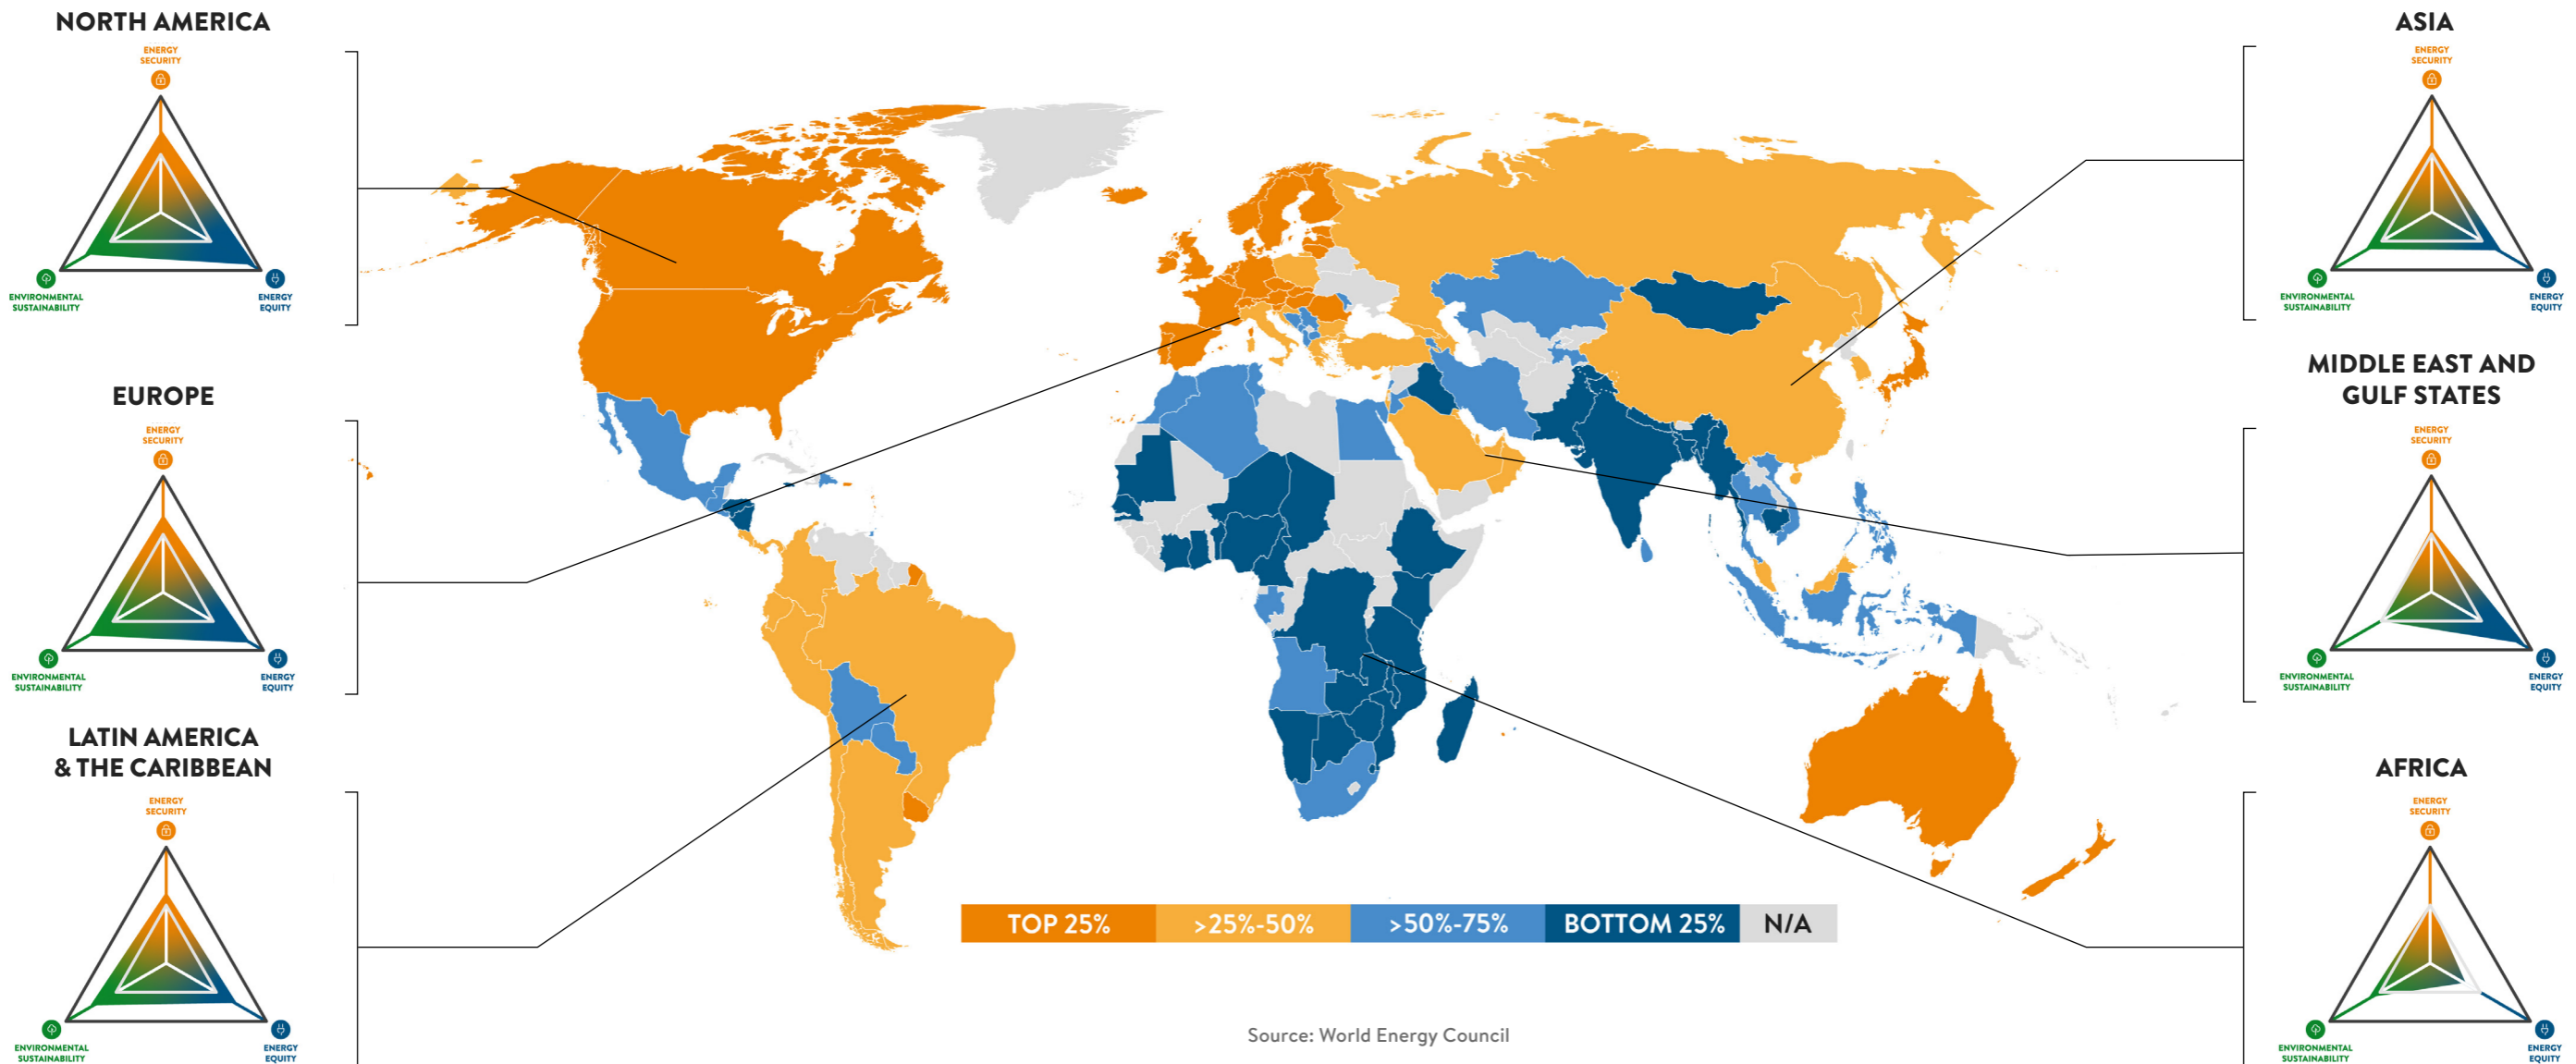 NORTH AMERICA
ENERGY
SECURITY
ENVIRONMENTAL
SUSTAINABILITY
ENERGY
EQUITY
EUROPE
ENERGY
SECURITY
ENVIRONMENTAL
SUSTAINABILITY
ENERGY
EQUITY
LATIN AMERICA
& THE CARIBBEAN
ENERGY
SECURITY
ENVIRONMENTAL
SUSTAINABILITY
ENERGY
EQUITY
ASIA
ENERGY
SECURITY
ENVIRONMENTAL
SUSTAINABILITY
ENERGY
EQUITY
MIDDLE EAST AND
GULF STATES
ENERGY
SECURITY
ENVIRONMENTAL
SUSTAINABILITY
ENERGY
EQUITY
AFRICA
ENERGY
SECURITY
ENVIRONMENTAL
SUSTAINABILITY
ENERGY
EQUITY
TOP 25% >25%-50% >50%-75% BOTTOM 25% N/A
Source: World Energy Council